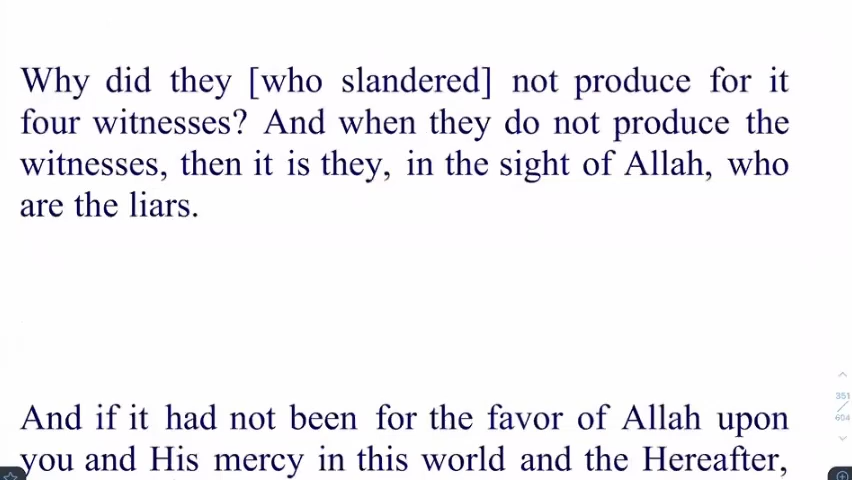 Why did they [who slandered] not produce for it
four witnesses? And when they do not produce the
witnesses, then it is they, in the sight of Allah, who
are the liars.
And if it had not been for the favor of Allah upon
you and His mercy in this world and the Hereafter,
351
/
604